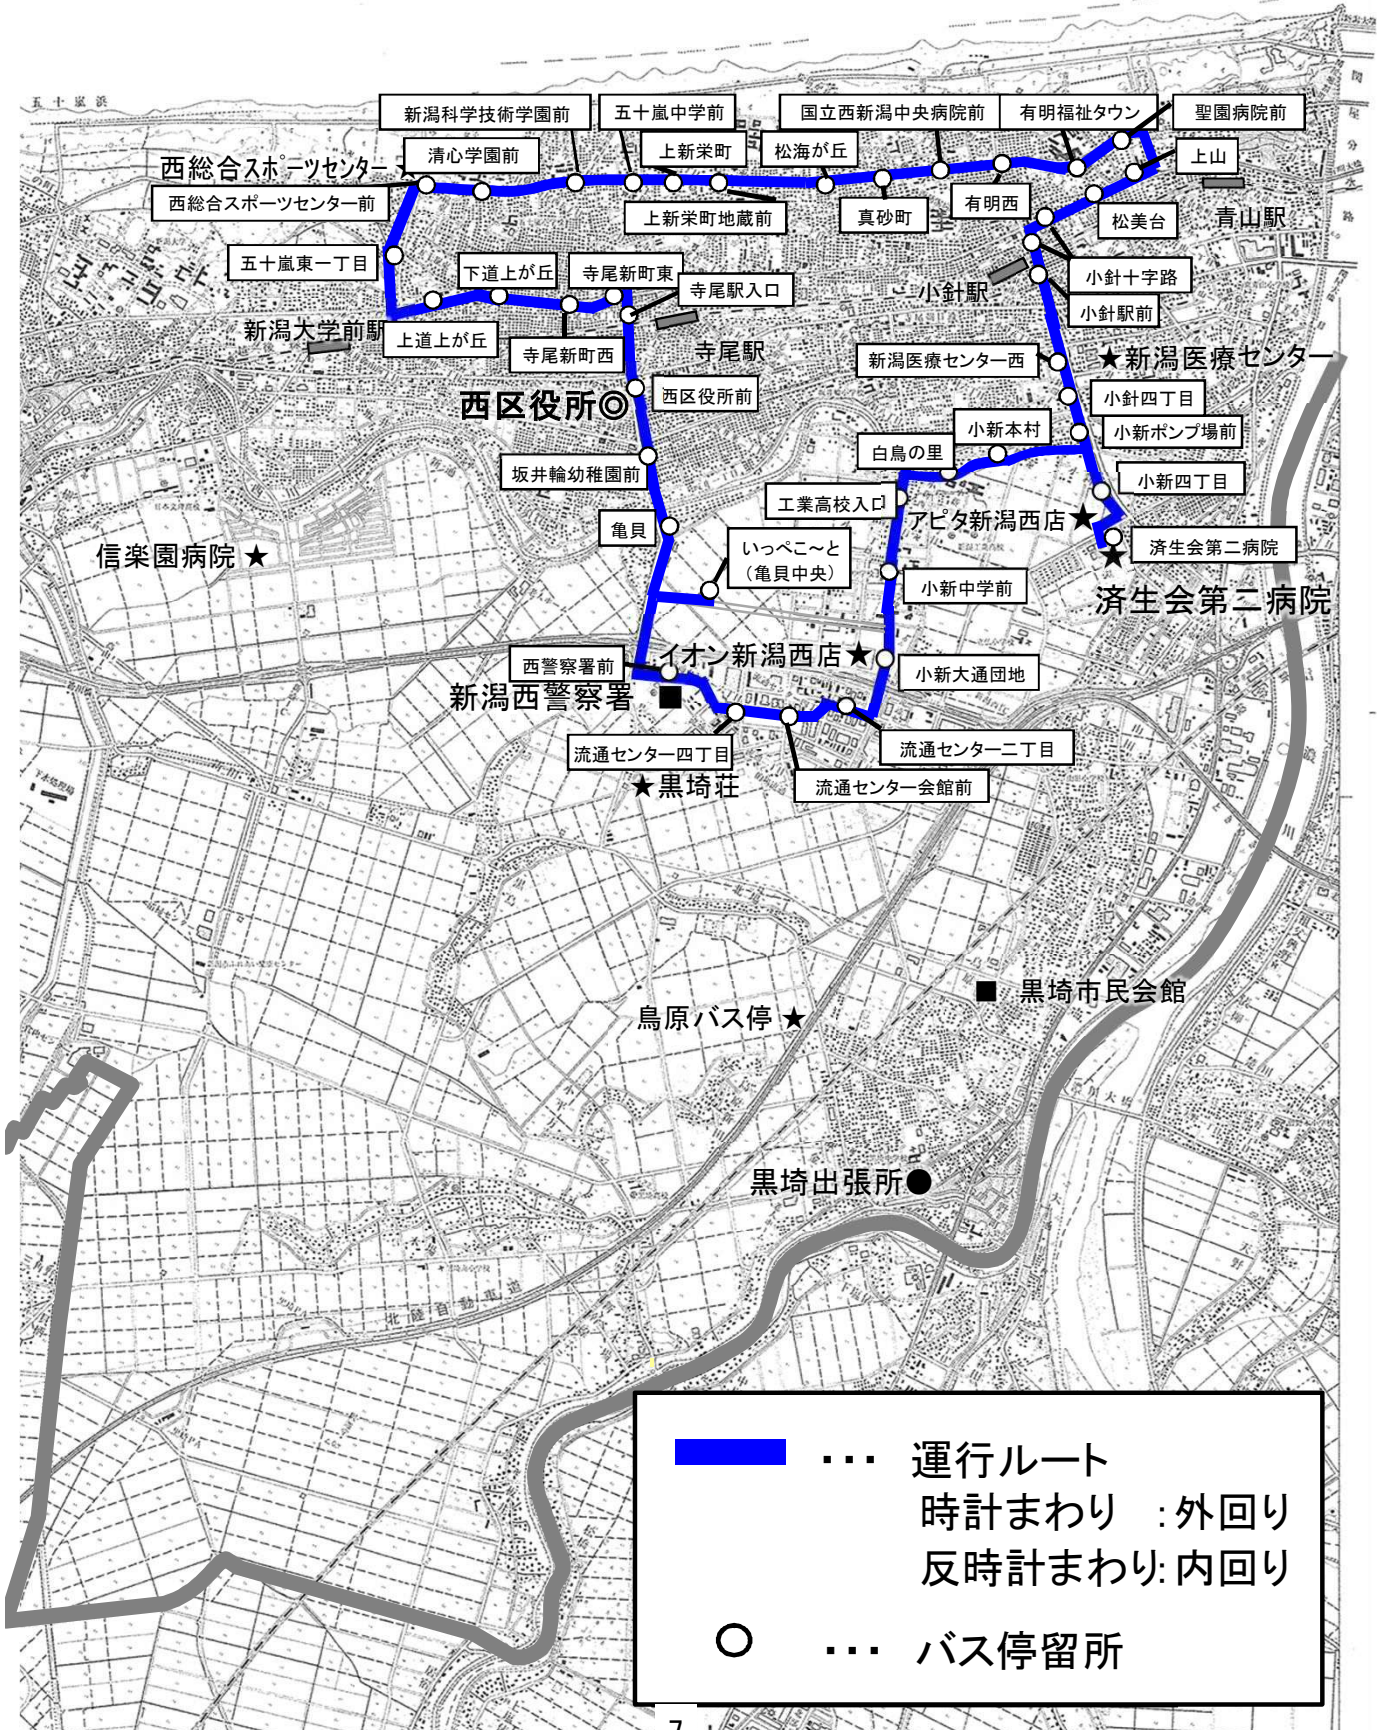 五十嵐浜
新潟科学技術学園前
五十嵐中学前
国立西新潟中央病院前
有明福祉タウン
聖園病院前
清心学園前
上新栄町
松海が丘
上山
西総合スポーツセンター★
西総合スポーツセンター前
上新栄町地蔵前
真砂町
有明西
松美台
青山駅
五十嵐東一丁目
下道上が丘
寺尾新町東
寺尾駅入口
小針駅
小針十字路
小針駅前
新潟大学前駅
上道上が丘
寺尾新町西
寺尾駅
新潟医療センター西
★新潟医療センター
西区役所◎
西区役所前
小針四丁目
小新本村
小新ポンプ場前
坂井輪幼稚園前
白鳥の里
小新四丁目
工業高校入口
アピタ新潟西店★
亀貝
信楽園病院 ★
いっぺこ～と
（亀貝中央）
済生会第二病院
★
小新中学前
済生会第二病院
西警察署前
イオン新潟西店★
小新大通団地
新潟西警察署 ■
流通センター四丁目
流通センター二丁目
★黒埼荘
流通センター会館前
■ 黒埼市民会館
鳥原バス停 ★
黒埼出張所●
北陸自動車道
･･･ 運行ルート
時計まわり ：外回り
反時計まわり：内回り
○ ･･･ バス停留所
7